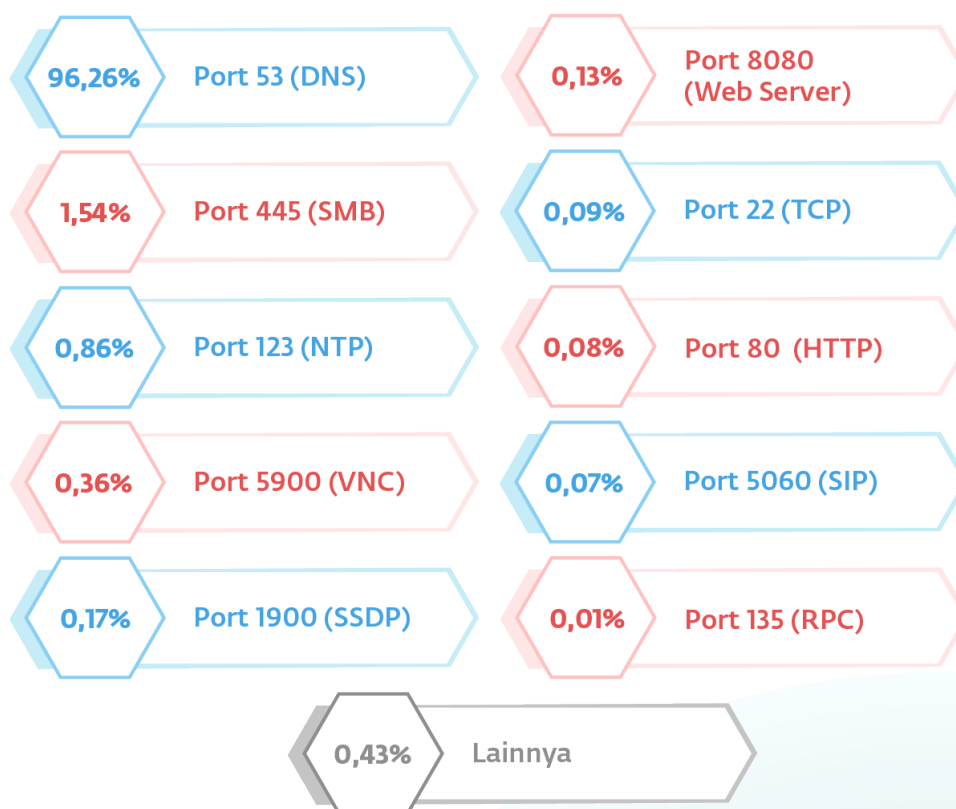 96,26%
Port 53 (DNS)
1,54%
Port 445 (SMB)
0,86%
Port 123 (NTP)
0,36%
Port 5900 (VNC)
0,17%
Port 1900 (SSDP)
0,13%
Port 8080
(Web Server)
0,09%
Port 22 (TCP)
0,08%
Port 80 (HTTP)
0,07%
Port 5060 (SIP)
0,01%
Port 135 (RPC)
0,43%
Lainnya